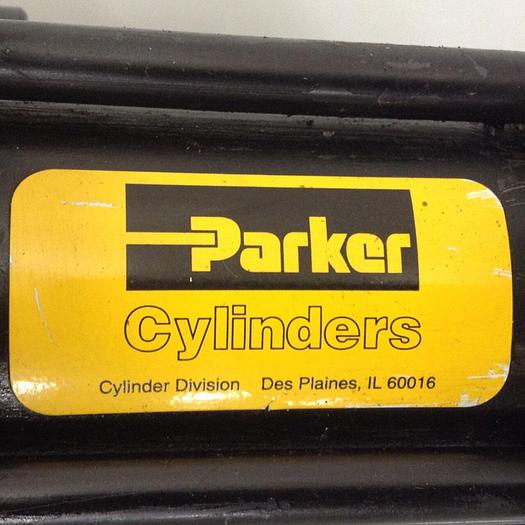 Parker
Cylinders
Cylinder Division Des Plaines, IL 60016